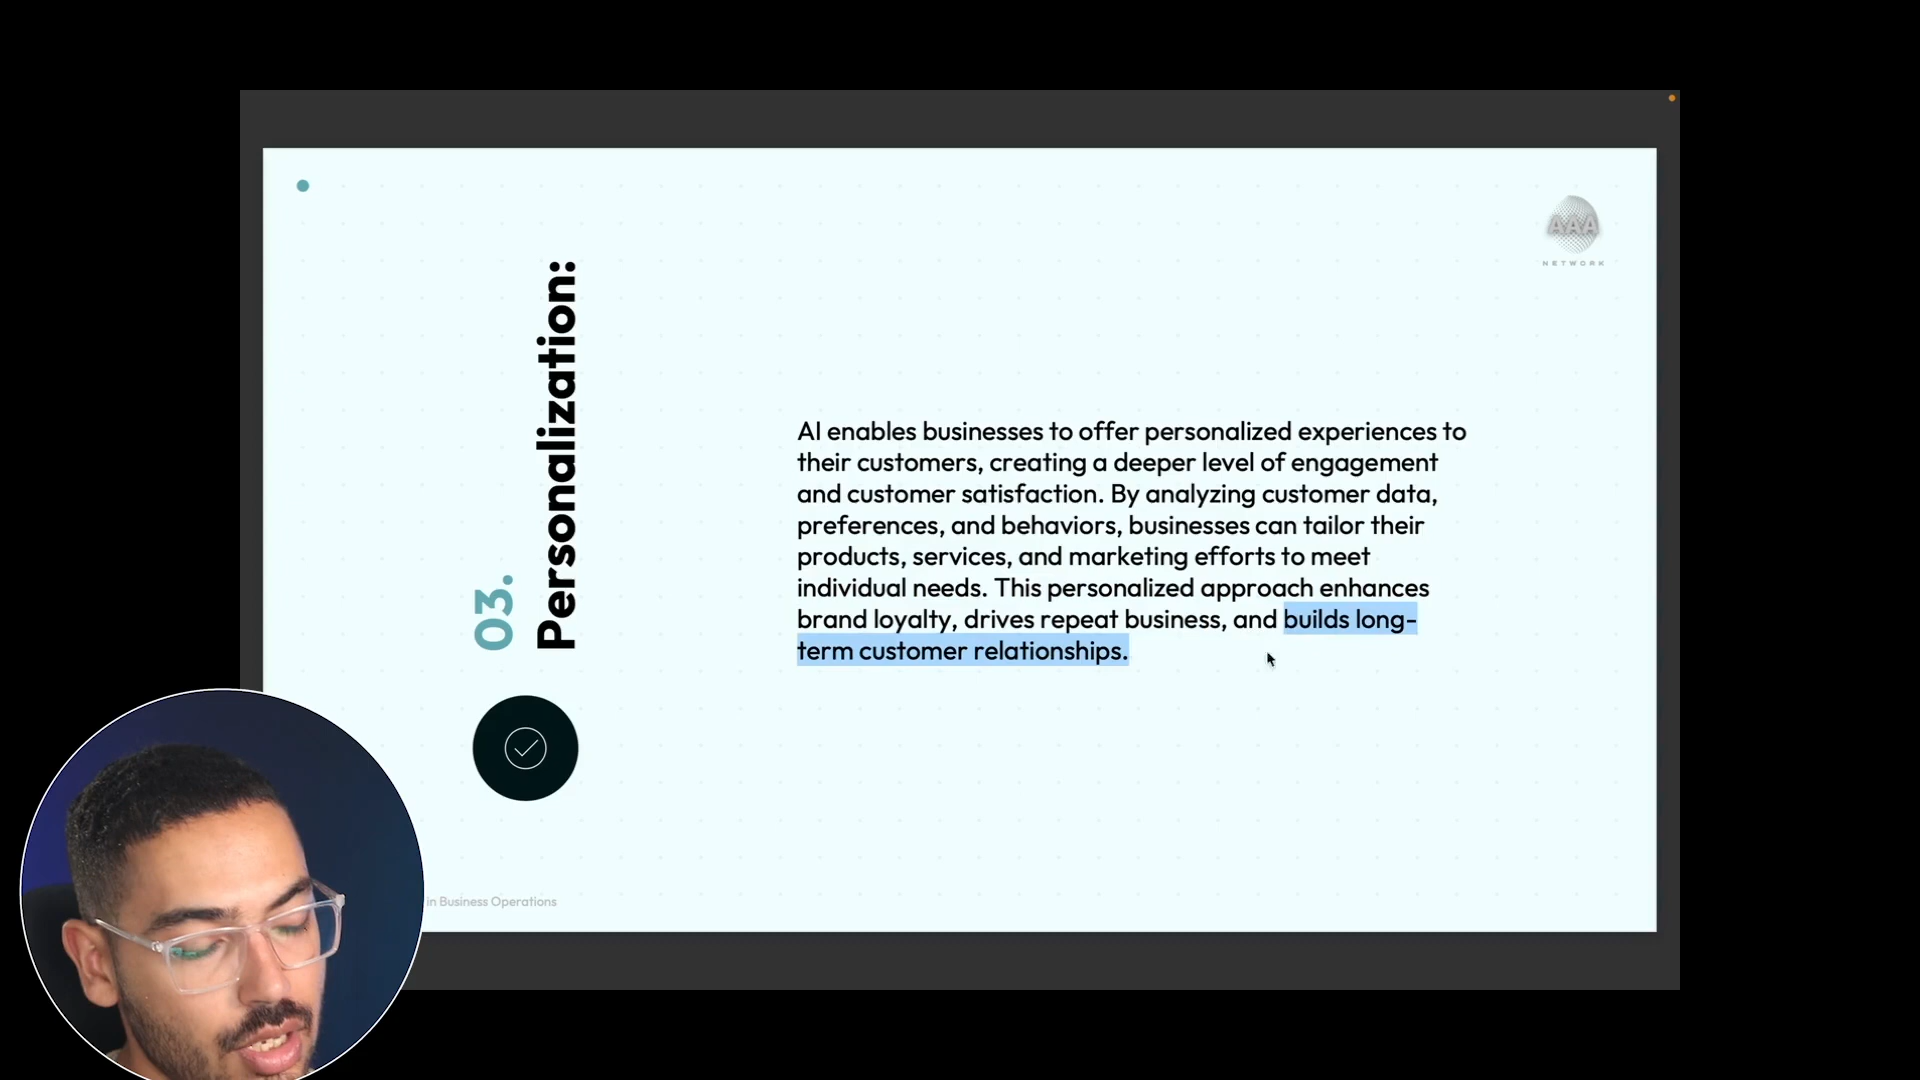 AAA
NETWORK
03.
Personalization:
AI enables businesses to offer personalized experiences to
their customers, creating a deeper level of engagement
and customer satisfaction. By analyzing customer data,
preferences, and behaviors, businesses can tailor their
products, services, and marketing efforts to meet
individual needs. This personalized approach enhances
brand loyalty, drives repeat business, and builds long-
term customer relationships.
in Business Operations